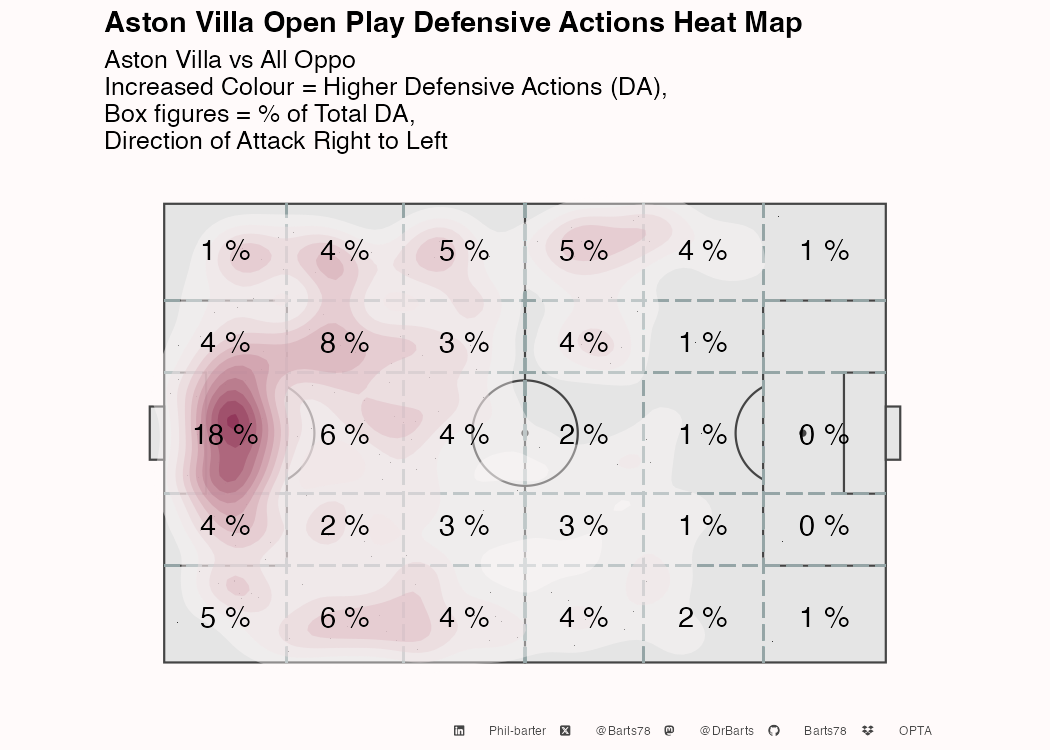 Aston Villa Open Play Defensive Actions Heat Map
Aston Villa vs All Oppo
Increased Colour = Higher Defensive Actions (DA),
Box figures = % of Total DA,
Direction of Attack Right to Left
1 % 4 % 5 % 5 % 4 % 1 %
4 % 8 % 3 % 4 % 1 %
18 % 6 % 4 % 2 % 1 % 0 %
4 % 2 % 3 % 3 % 1 % 0 %
5 % 6 % 4 % 4 % 2 % 1 %
Phil-barter @Barts78 @DrBarts Barts78 OPTA